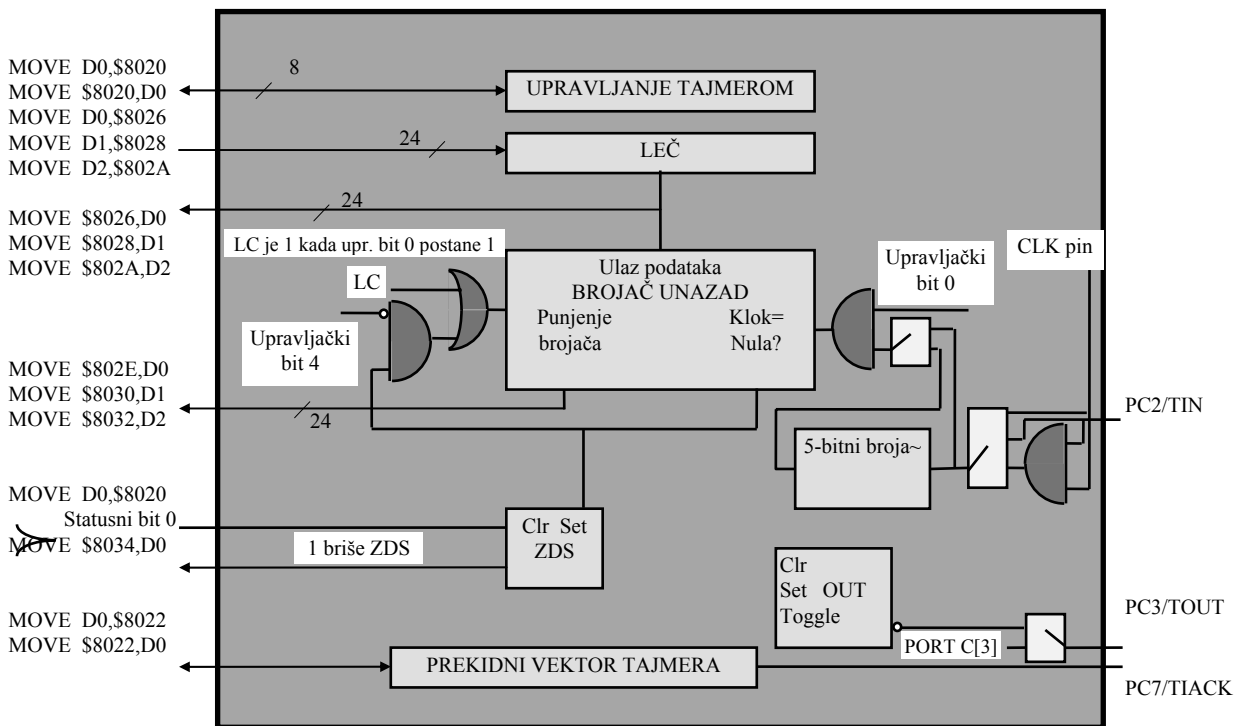 MOVE D0,$8020
MOVE $8020,D0
MOVE D0,$8026
MOVE D1,$8028
MOVE D2,$802A
MOVE $8026,D0
MOVE $8028,D1
MOVE $802A,D2
MOVE $802E,D0
MOVE $8030,D1
MOVE $8032,D2
MOVE D0,$8020
Statusni bit 0
MOVE $8034,D0
MOVE D0,$8022
MOVE $8022,D0
8
UPRAVLJANJE TAJMEROM
24
LEČ
24
LC je 1 kada upr. bit 0 postane 1
LC
Upravljački
bit 4
Ulaz podataka
BROJAČ UNAZAD
Punjenje Klok=
brojača Nula?
Upravljački
bit 0
CLK pin
24
5-bitni broja~
PC2/TIN
1 briše ZDS
Clr Set
ZDS
Clr
Set OUT
Toggle
PORT C[3]
PC3/TOUT
PREKIDNI VEKTOR TAJMERA
PC7/TIACK